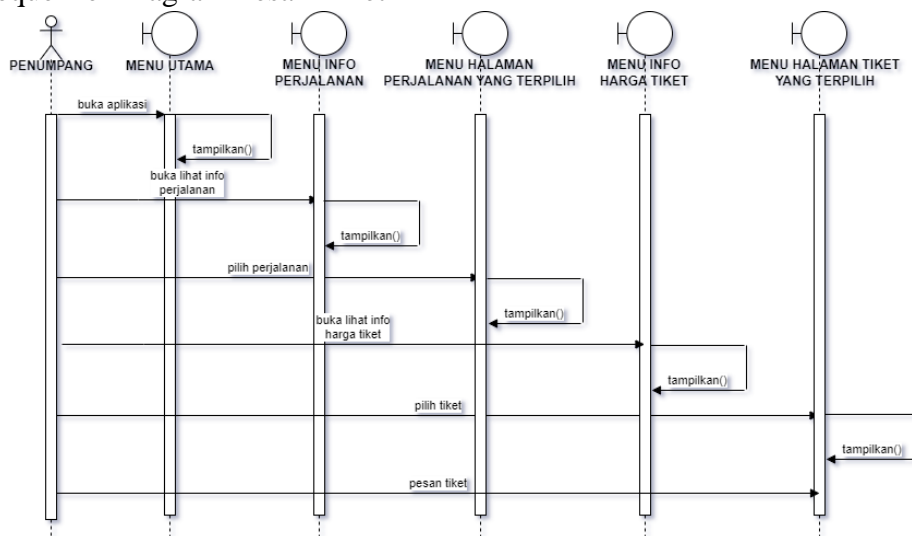 PENUMPANG
MENU UTAMA
MENU INFO
PERJALANAN
MENU HALAMAN
PERJALANAN YANG TERPILIH
MENU INFO
HARGA TIKET
MENU HALAMAN TIKET
YANG TERPILIH
buka aplikasi
tampilkan()
buka lihat info
perjalanan
tampilkan()
pilih perjalanan
tampilkan()
buka lihat info
harga tiket
tampilkan()
pilih tiket
tampilkan()
pesan tiket